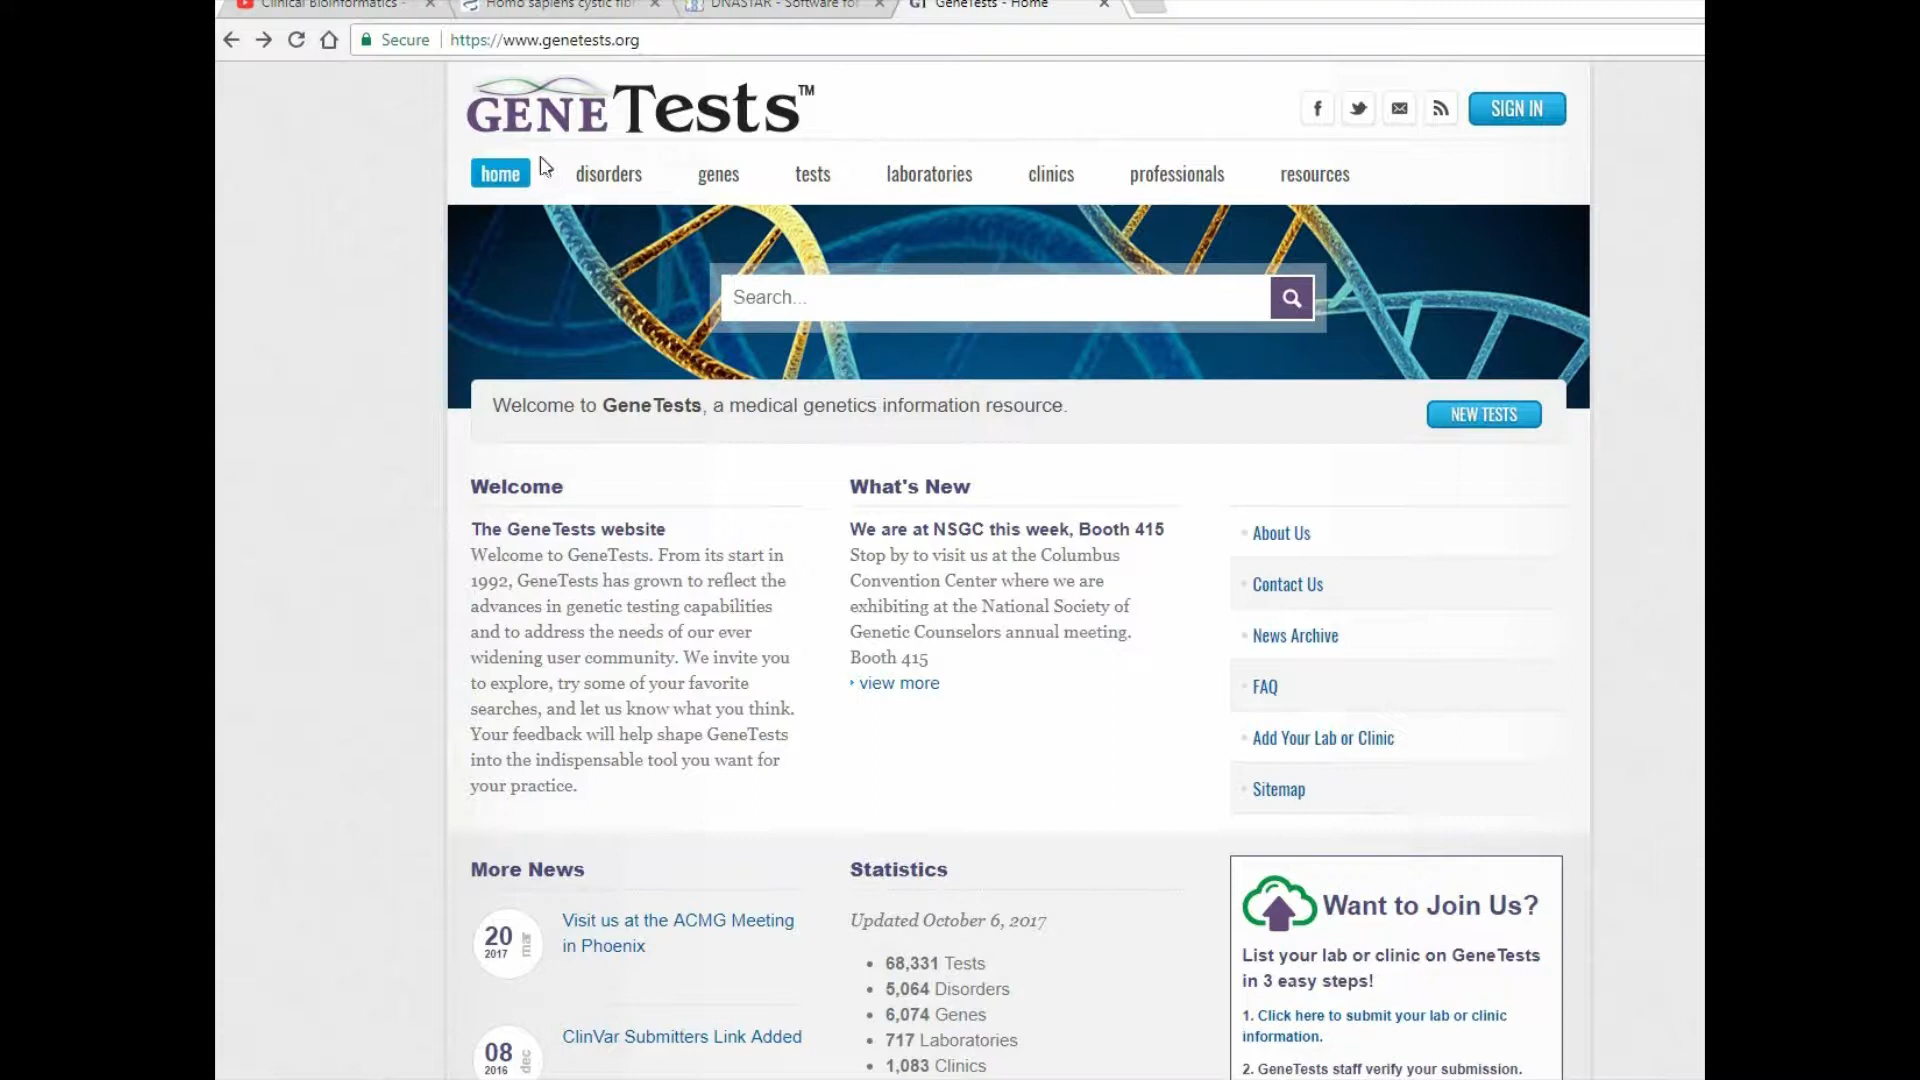 Clinical Bioinformatics -
Homo sapiens cystic fib
DNASTAR - Software for
GT GeneTests - Home
Secure
https://www.genetests.org
GENETests™
SIGN IN
home
disorders
genes
tests
laboratories
clinics
professionals
resources
Search...
Welcome to GeneTests, a medical genetics information resource.
NEW TESTS
Welcome
The GeneTests website
Welcome to GeneTests. From its start in
1992, GeneTests has grown to reflect the
advances in genetic testing capabilities
and to address the needs of our ever
widening user community. We invite you
to explore, try some of your favorite
searches, and let us know what you think.
Your feedback will help shape GeneTests
into the indispensable tool you want for
your practice.
What's New
We are at NSGC this week, Booth 415
Stop by to visit us at the Columbus
Convention Center where we are
exhibiting at the National Society of
Genetic Counselors annual meeting.
Booth 415
view more
About Us
Contact Us
News Archive
FAQ
Add Your Lab or Clinic
Sitemap
More News
20
2017
mar
Visit us at the ACMG Meeting
in Phoenix
08
2016
dec
ClinVar Submitters Link Added
Statistics
Updated October 6, 2017
68,331 Tests
5,064 Disorders
6,074 Genes
717 Laboratories
1,083 Clinics
Want to Join Us?
List your lab or clinic on GeneTests
in 3 easy steps!
1. Click here to submit your lab or clinic
information.
2. GeneTests staff verify your submission.